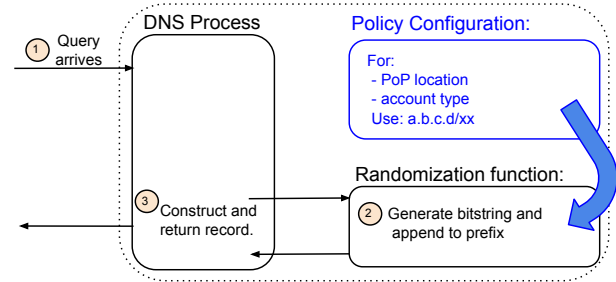 DNS Process
Policy Configuration:
1 Query
arrives
For:
- PoP location
- account type
Use: a.b.c.d/xx
Randomization function:
3 Construct and
return record.
2 Generate bitstring and
append to prefix